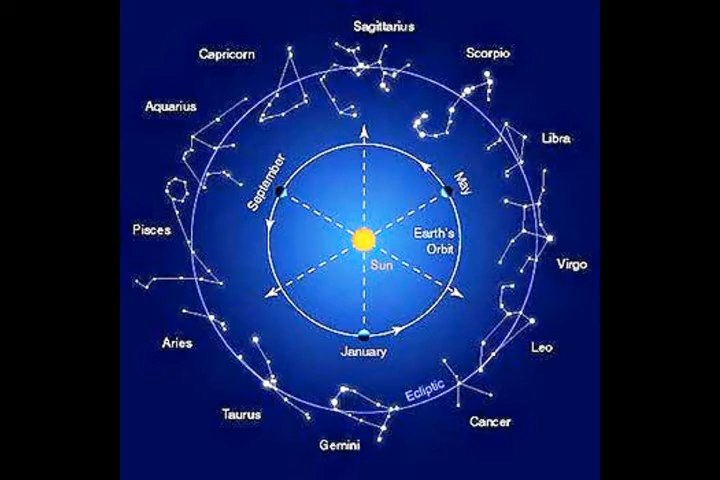 Sagittarius
Capricorn
Scorpio
Aquarius
Libra
September
May
Pisces
Earth's
Orbit
Virgo
Sun
Aries
January
Leo
Ecliptic
Taurus
Cancer
Gemini